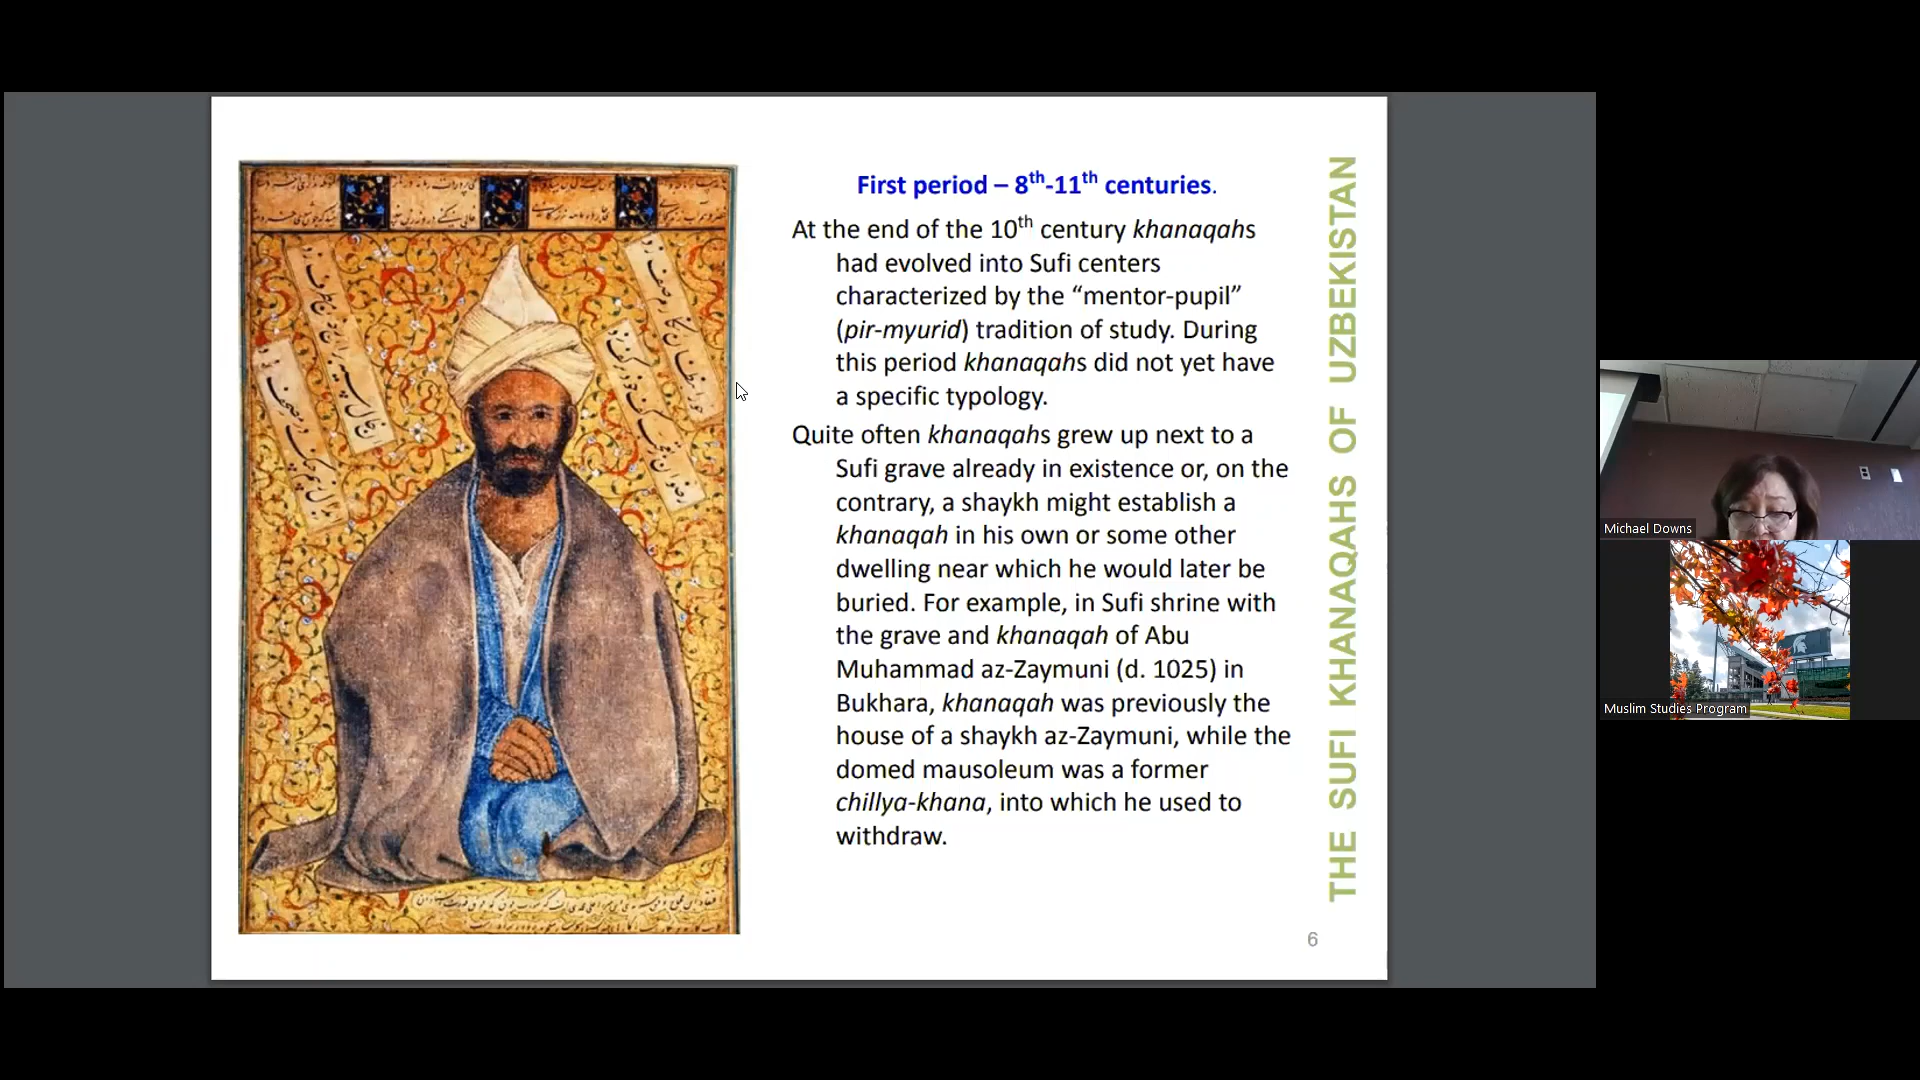 First period – 8th-11th centuries.
At the end of the 10th century khanaqahs
had evolved into Sufi centers
characterized by the “mentor-pupil”
(pir-myurid) tradition of study. During
this period khanaqahs did not yet have
a specific typology.
Quite often khanaqahs grew up next to a
Sufi grave already in existence or, on the
contrary, a shaykh might establish a
khanaqah in his own or some other
dwelling near which he would later be
buried. For example, in Sufi shrine with
the grave and khanaqah of Abu
Muhammad az-Zaymuni (d. 1025) in
Bukhara, khanaqah was previously the
house of a shaykh az-Zaymuni, while the
domed mausoleum was a former
chillya-khana, into which he used to
withdraw.
THE SUFI KHANAQAHS OF UZBEKISTAN
6
Michael Downs
Muslim Studies Program